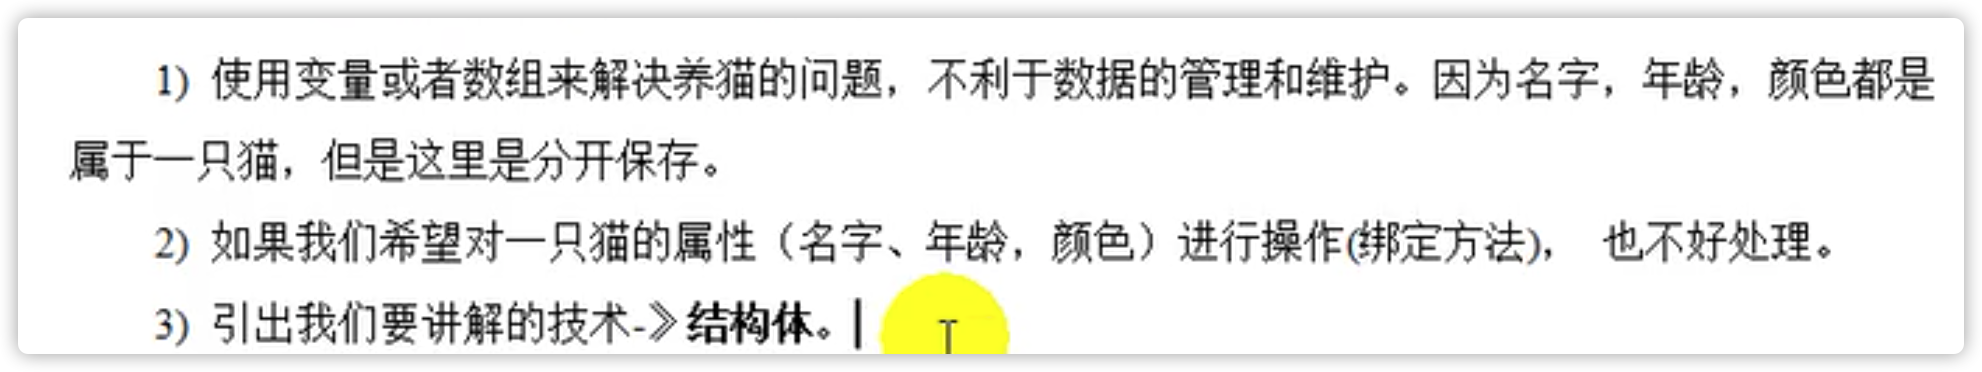 1) 使用变量或者数组来解决养猫的问题，不利于数据的管理和维护。因为名字，年龄，颜色都是
属于一只猫，但是这里是分开保存。
2) 如果我们希望对一只猫的属性（名字、年龄，颜色）进行操作(绑定方法)， 也不好处理。
3) 引出我们要讲解的技术-》结构体。